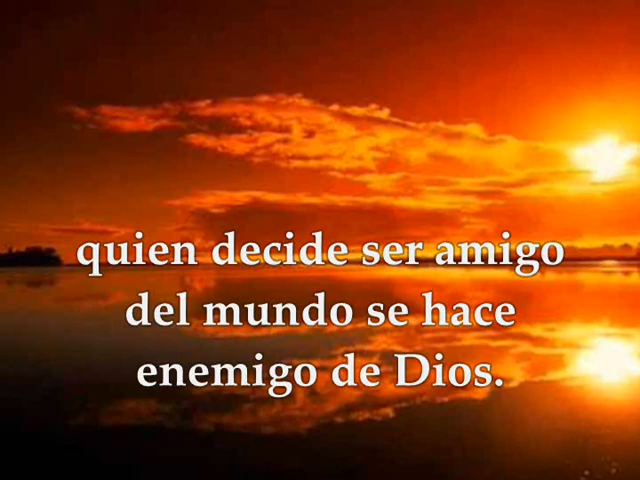 quien decide ser amigo
del mundo se hace
enemigo de Dios.